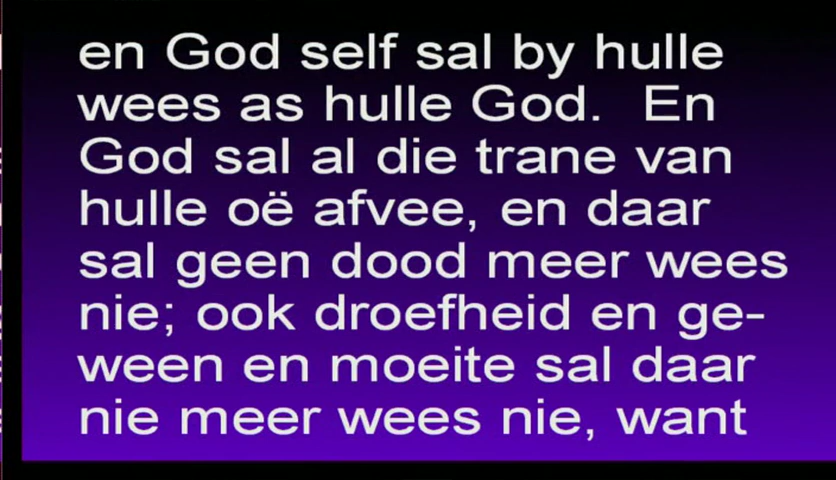 en God self sal by hulle
wees as hulle God.  En
God sal al die trane van
hulle oë afvee, en daar
sal geen dood meer wees
nie; ook droefheid en ge-
ween en moeite sal daar
nie meer wees nie, want